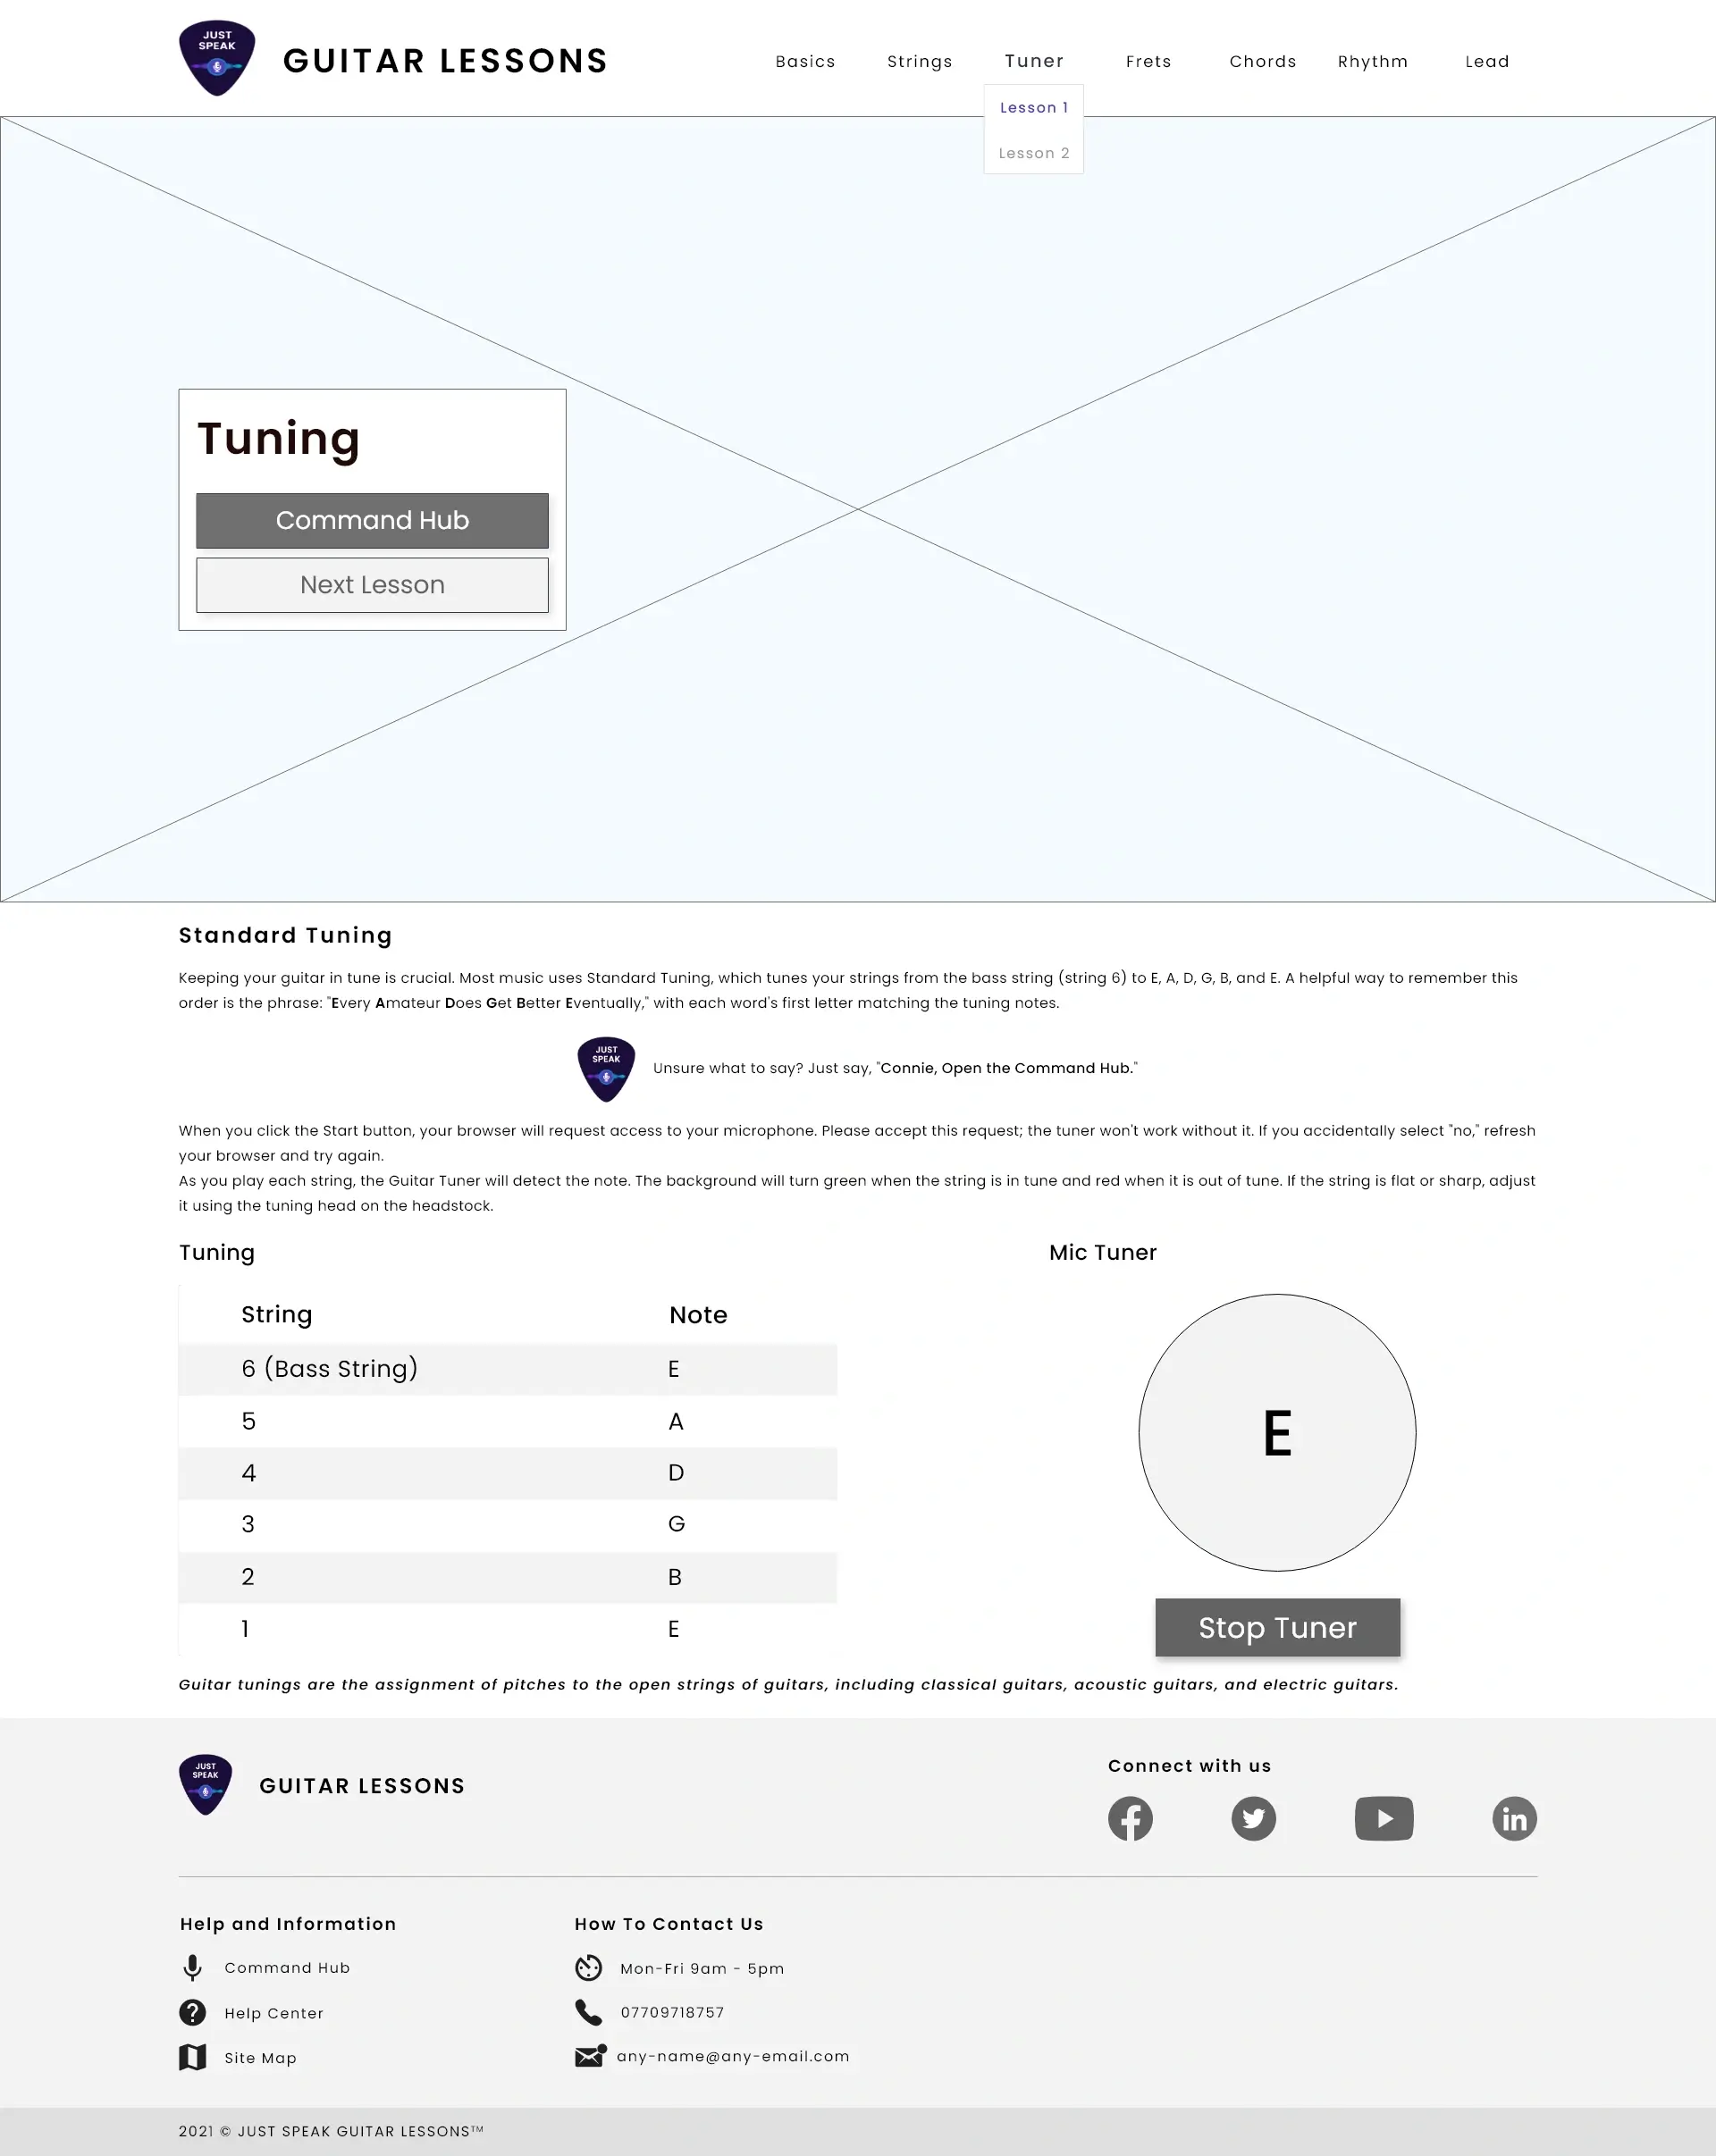 JUST
SPEAK
GUITAR LESSONS
Basics Strings Tuner Frets Chords Rhythm Lead
Lesson 1
Lesson 2
Tuning
Command Hub
Next Lesson
Standard Tuning
Keeping your guitar in tune is crucial. Most music uses Standard Tuning, which tunes your strings from the bass string (string 6) to E, A, D, G, B, and E. A helpful way to remember this
order is the phrase: "Every Amateur Does Get Better Eventually," with each word's first letter matching the tuning notes.
JUST
SPEAK
Unsure what to say? Just say, "Connie, Open the Command Hub."
When you click the Start button, your browser will request access to your microphone. Please accept this request; the tuner won't work without it. If you accidentally select "no," refresh
your browser and try again.
As you play each string, the Guitar Tuner will detect the note. The background will turn green when the string is in tune and red when it is out of tune. If the string is flat or sharp, adjust
it using the tuning head on the headstock.
Tuning
String Note
6 (Bass String) E
5 A
4 D
3 G
2 B
1 E
Mic Tuner
E
Stop Tuner
Guitar tunings are the assignment of pitches to the open strings of guitars, including classical guitars, acoustic guitars, and electric guitars.
JUST
SPEAK
GUITAR LESSONS
Connect with us
Help and Information
Command Hub
Help Center
Site Map
How To Contact Us
Mon-Fri 9am - 5pm
07709718757
any-name@any-email.com
2021 © JUST SPEAK GUITAR LESSONS™